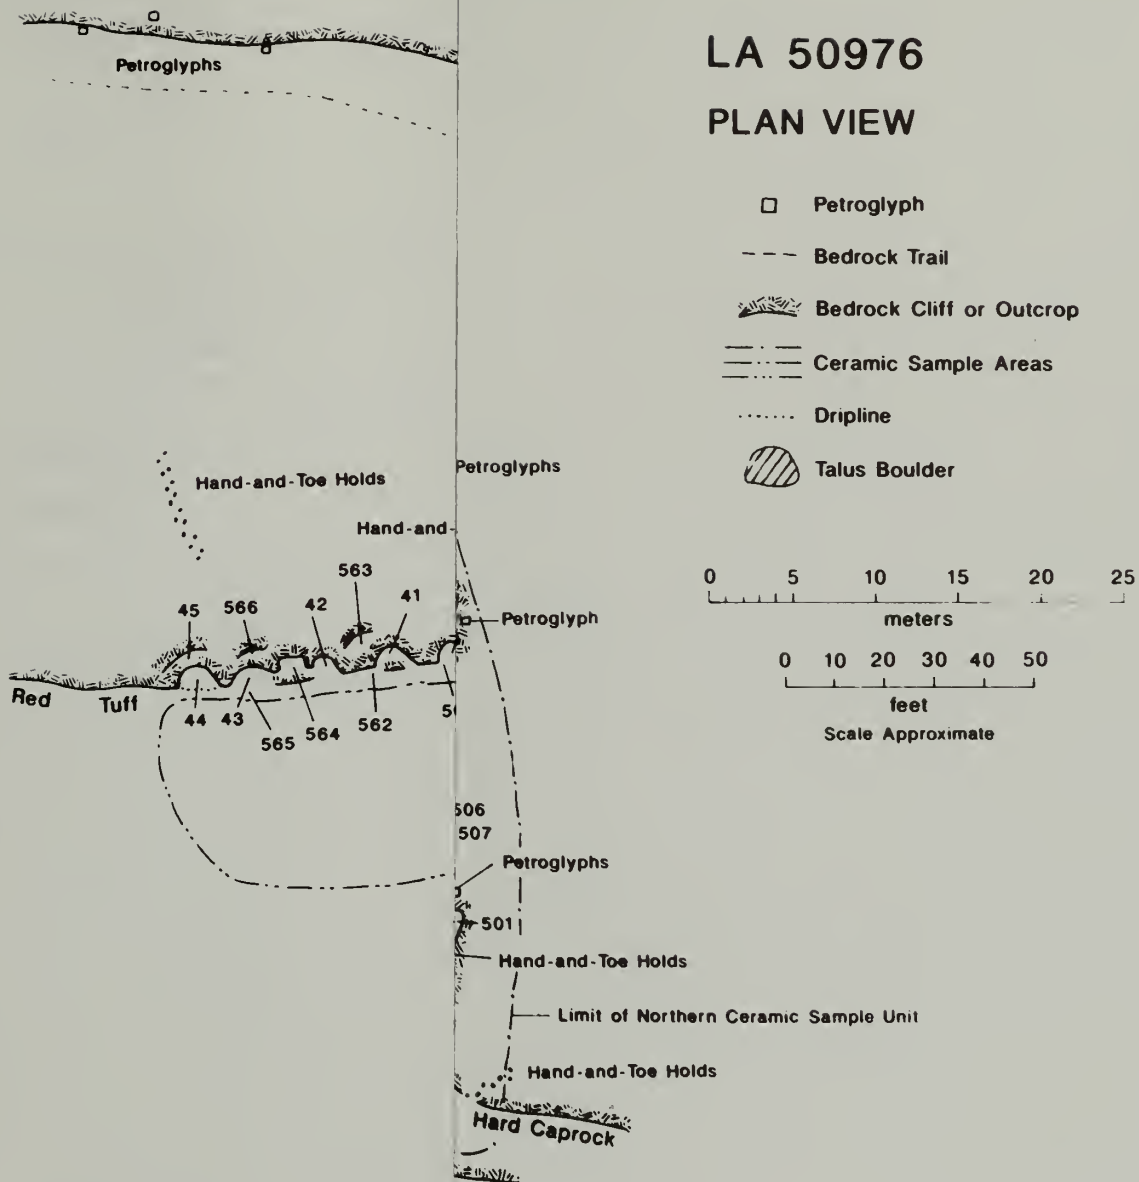 LA 50976
PLAN VIEW
Petroglyph
Bedrock Trail
Bedrock Cliff or Outcrop
Ceramic Sample Areas
Dripline
Talus Boulder
0 5 10 15 20 25
meters
0 10 20 30 40 50
feet
Scale Approximate
Petroglyphs
Hand-and-Toe Holds
Petroglyphs
Hand-and-
563
45 566 42 41
Petroglyph
Red Tuff
44 43 565 564 562
506
507
Petroglyphs
501
Hand-and-Toe Holds
Limit of Northern Ceramic Sample Unit
Hand-and-Toe Holds
Hard Caprock